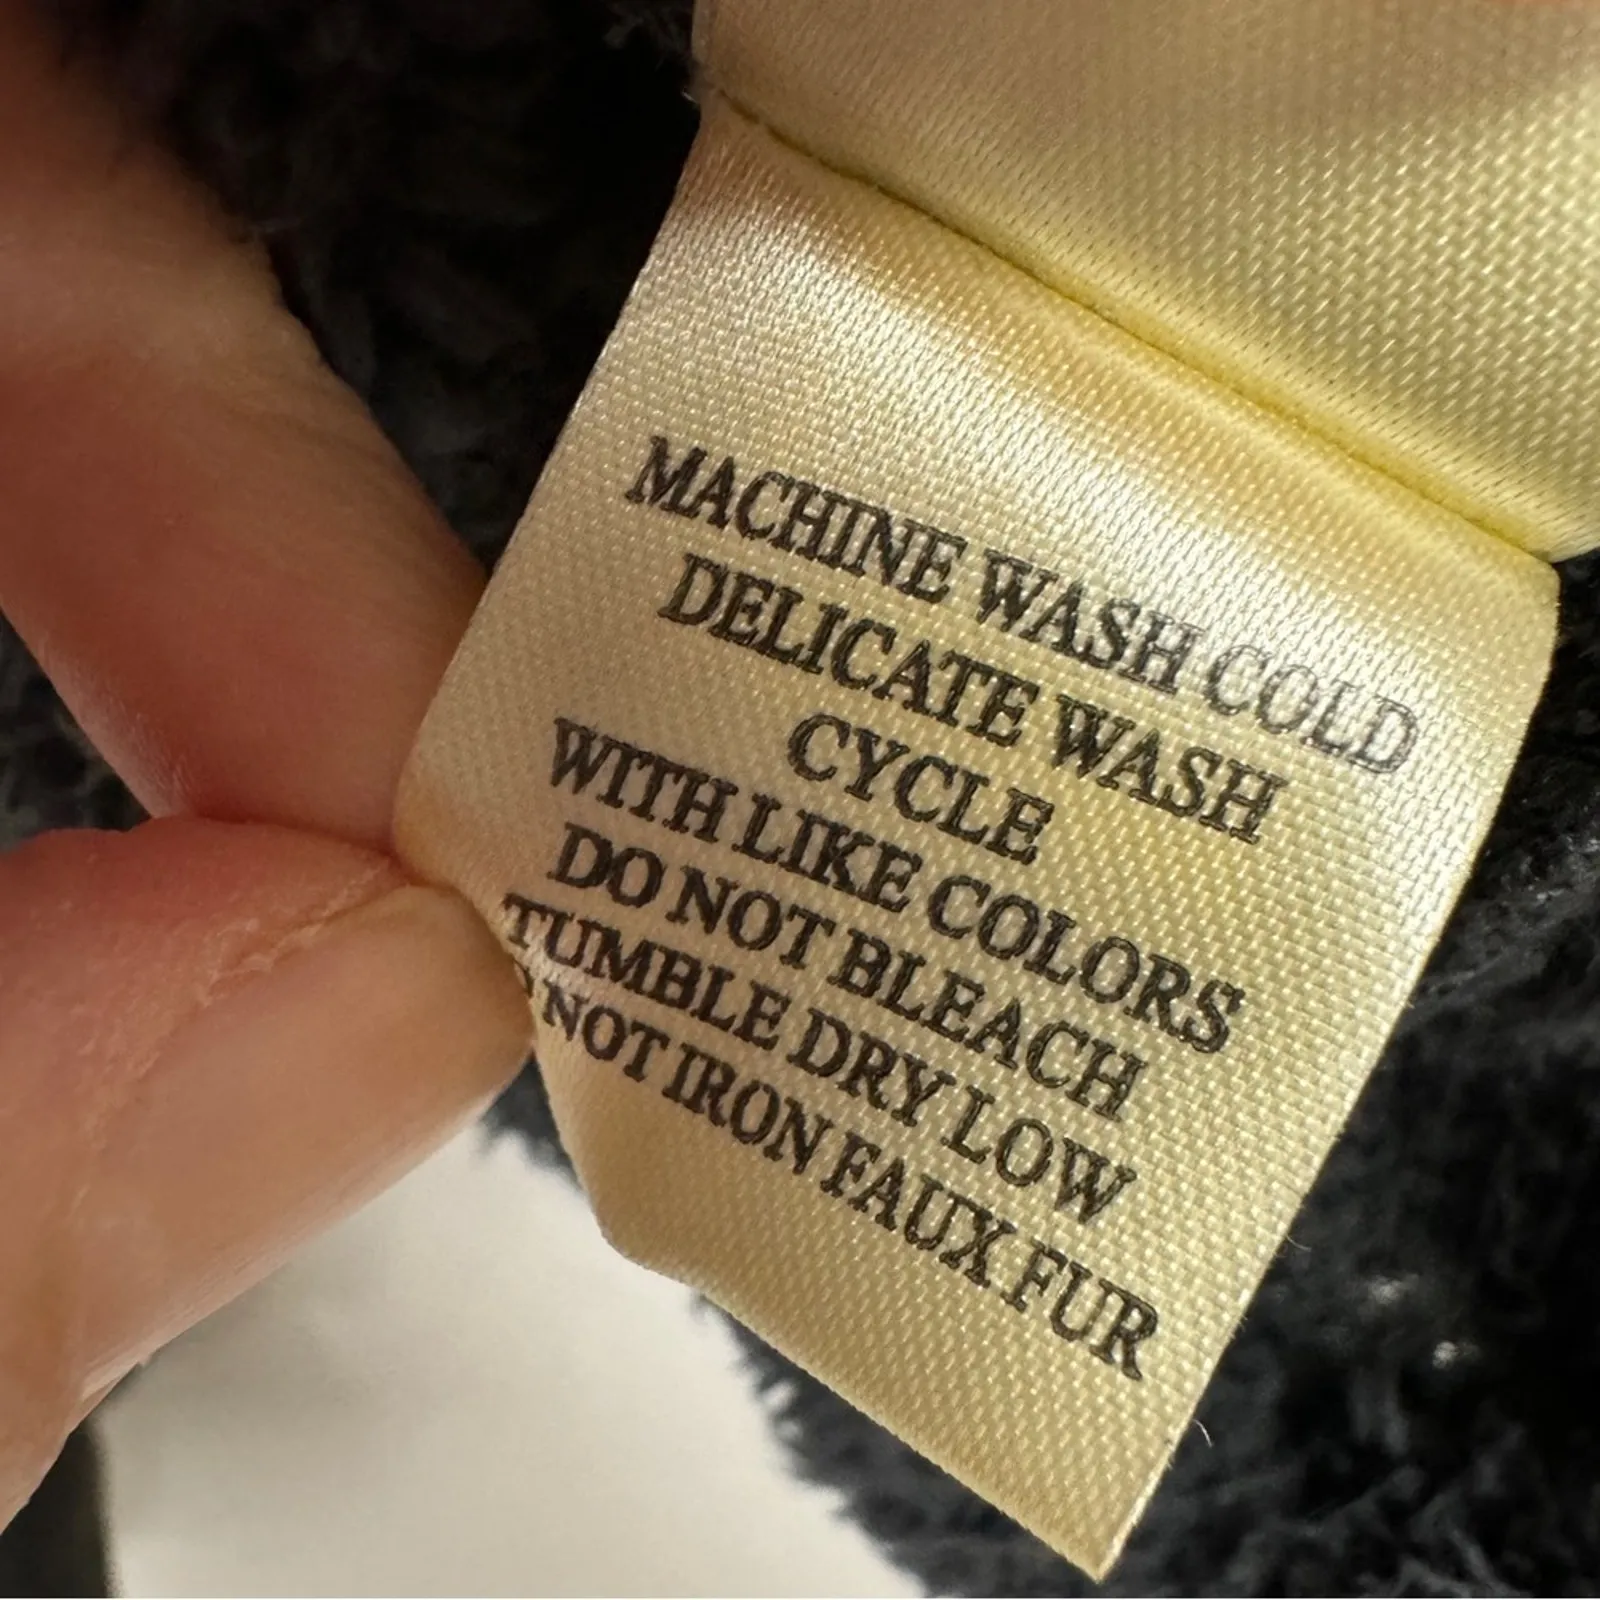 MACHINE WASH COLD
DELICATE WASH
CYCLE
WITH LIKE COLORS
DO NOT BLEACH
TUMBLE DRY LOW
NOT IRON FAUX FUR